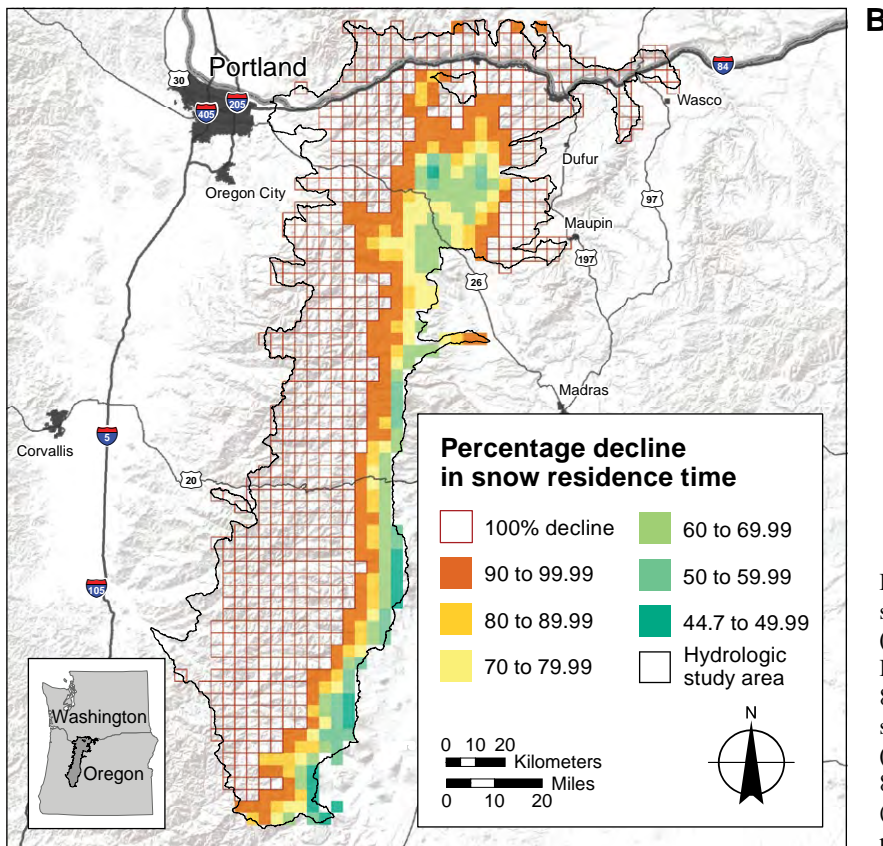 B
30
Portland
84
405
205
Wasco
Dufur
Oregon City
97
Maupin
197
26
Madras
Corvallis
5
20
105
Percentage decline
in snow residence time
100% decline
90 to 99.99
80 to 89.99
70 to 79.99
60 to 69.99
50 to 59.99
44.7 to 49.99
Hydrologic
study area
0 10 20
Kilometers
Miles
0 10 20
N
Washington
Oregon
s
(
8
s
(
8
(